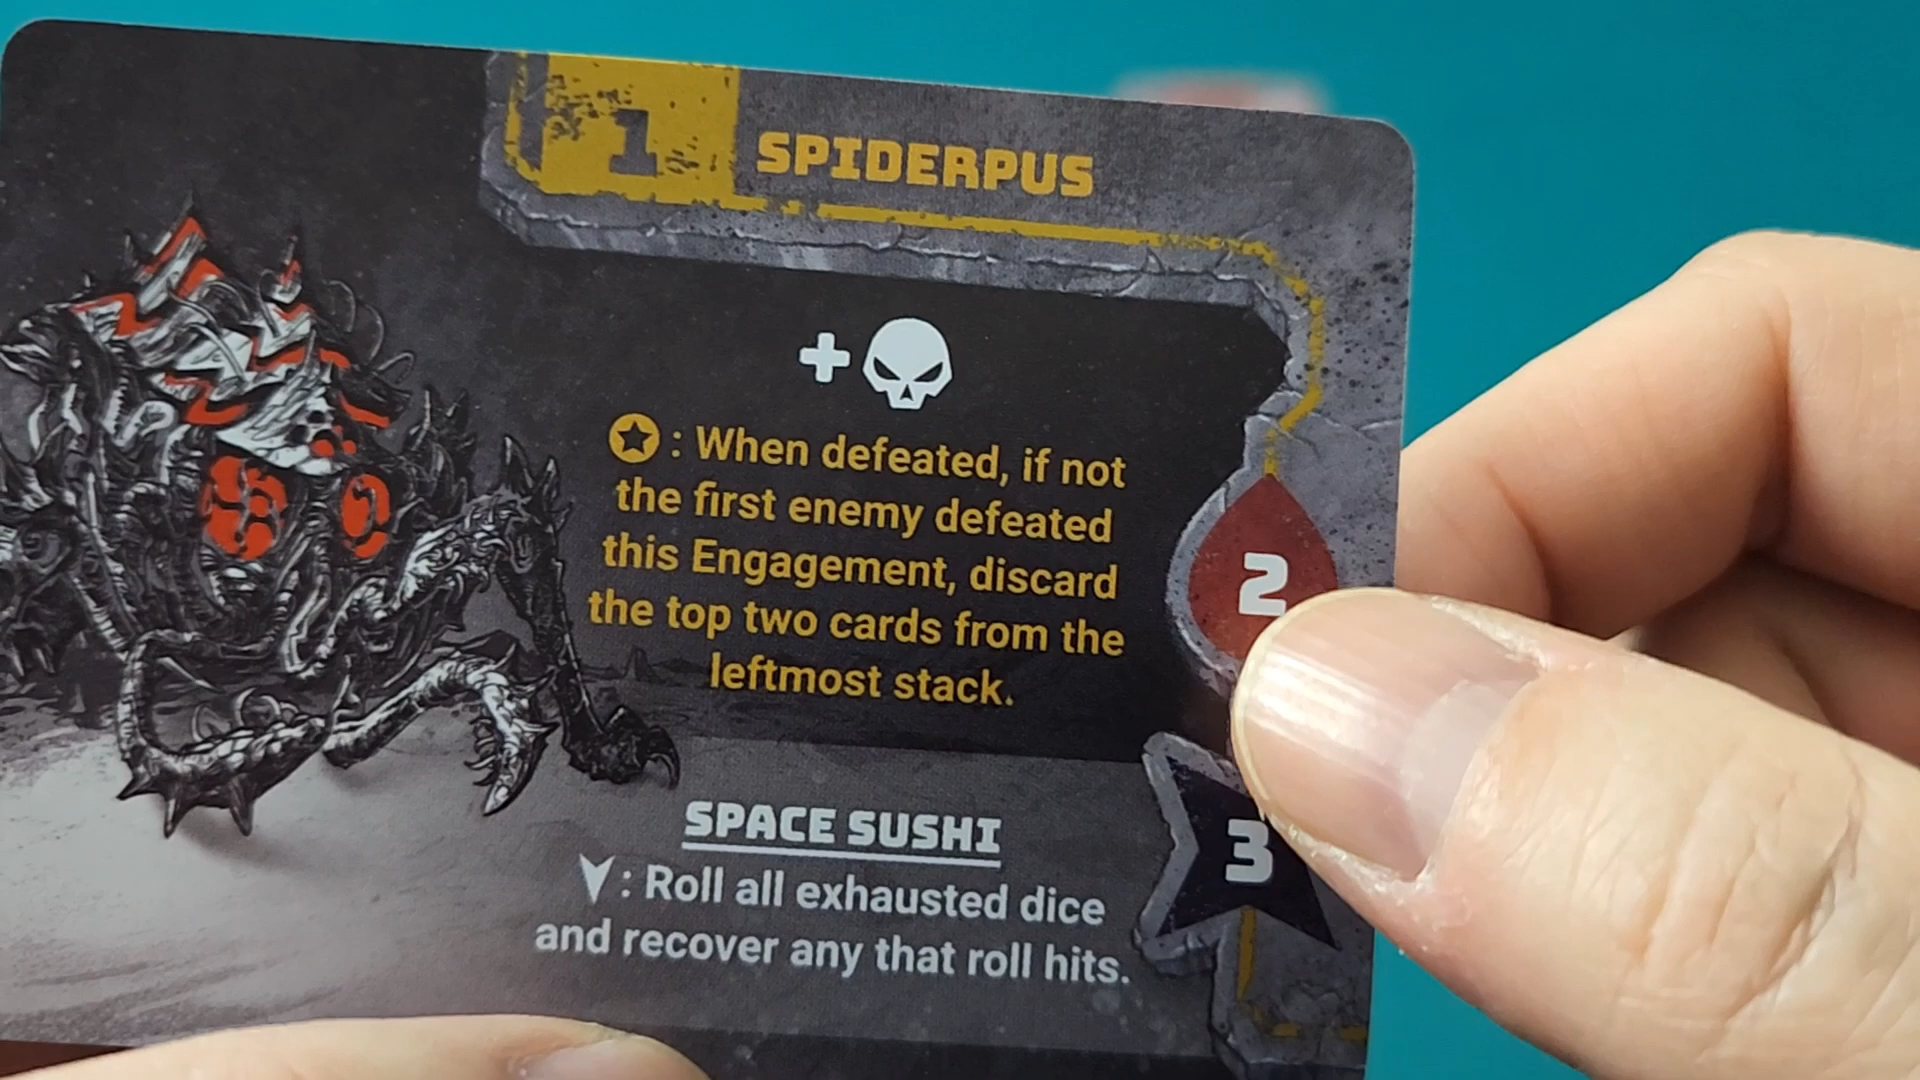 1 SPIDERPUS
+
: When defeated, if not
the first enemy defeated
this Engagement, discard
the top two cards from the
leftmost stack.
2
SPACE SUSHI
: Roll all exhausted dice
and recover any that roll hits.
3